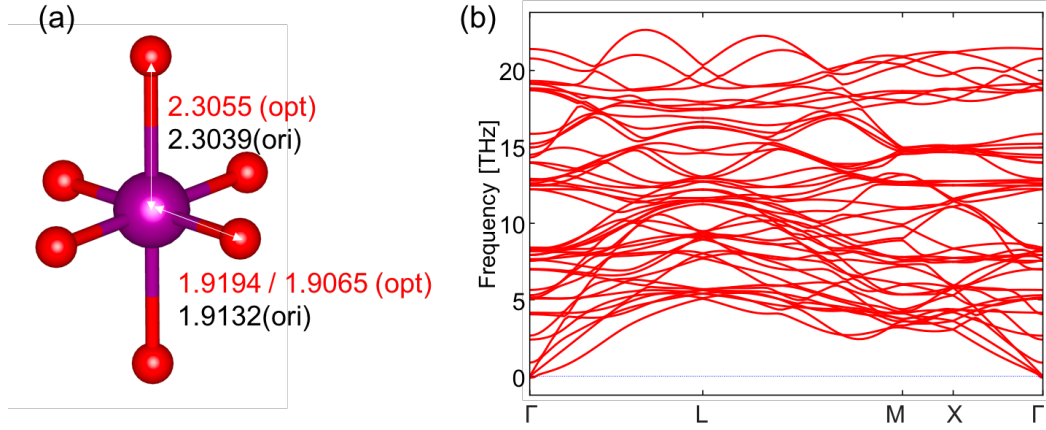 (a)
2.3055 (opt)
2.3039(ori)
1.9194 / 1.9065 (opt)
1.9132(ori)
(b)
Frequency [THz]
20
15
10
5
0
Γ L M X Γ